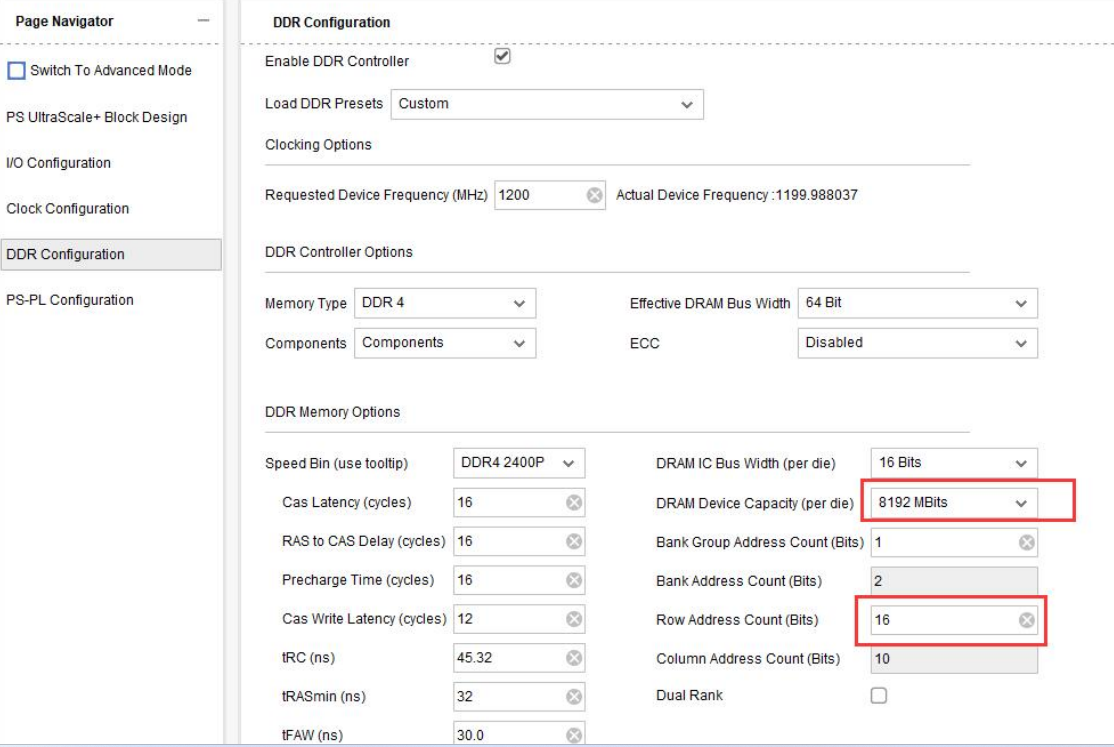 Page Navigator
Switch To Advanced Mode
PS UltraScale+ Block Design
I/O Configuration
Clock Configuration
DDR Configuration
PS-PL Configuration
DDR Configuration
Enable DDR Controller
Load DDR Presets Custom
Clocking Options
Requested Device Frequency (MHz) 1200 Actual Device Frequency :1199.988037
DDR Controller Options
Memory Type DDR 4 Effective DRAM Bus Width 64 Bit
Components Components ECC Disabled
DDR Memory Options
Speed Bin (use tooltip) DDR4 2400P DRAM IC Bus Width (per die) 16 Bits
Cas Latency (cycles) 16 DRAM Device Capacity (per die) 8192 MBits
RAS to CAS Delay (cycles) 16 Bank Group Address Count (Bits) 1
Precharge Time (cycles) 16 Bank Address Count (Bits) 2
Cas Write Latency (cycles) 12 Row Address Count (Bits) 16
tRC (ns) 45.32 Column Address Count (Bits) 10
tRASmin (ns) 32 Dual Rank
tFAW (ns) 30.0